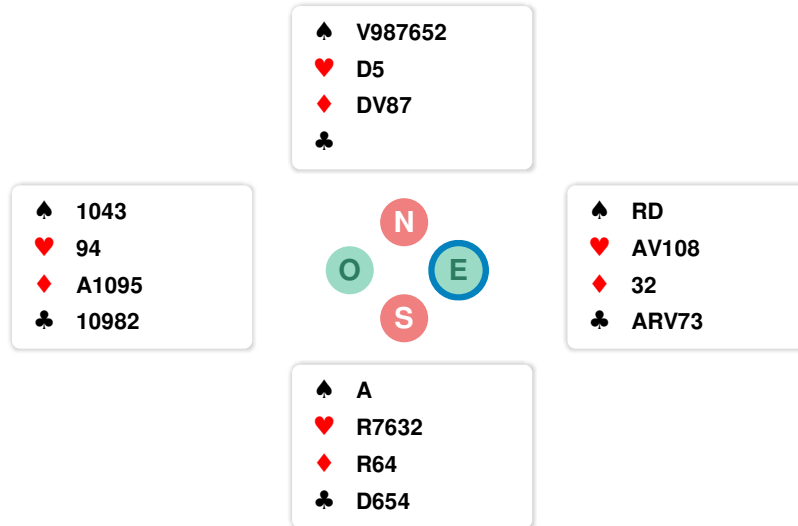 ♠ V987652
♥ D5
♦ DV87
♣
♠ 1043
♥ 94
♦ A1095
♣ 10982
N
O E
S
♠ RD
♥ AV108
♦ 32
♣ ARV73
♠ A
♥ R7632
♦ R64
♣ D654